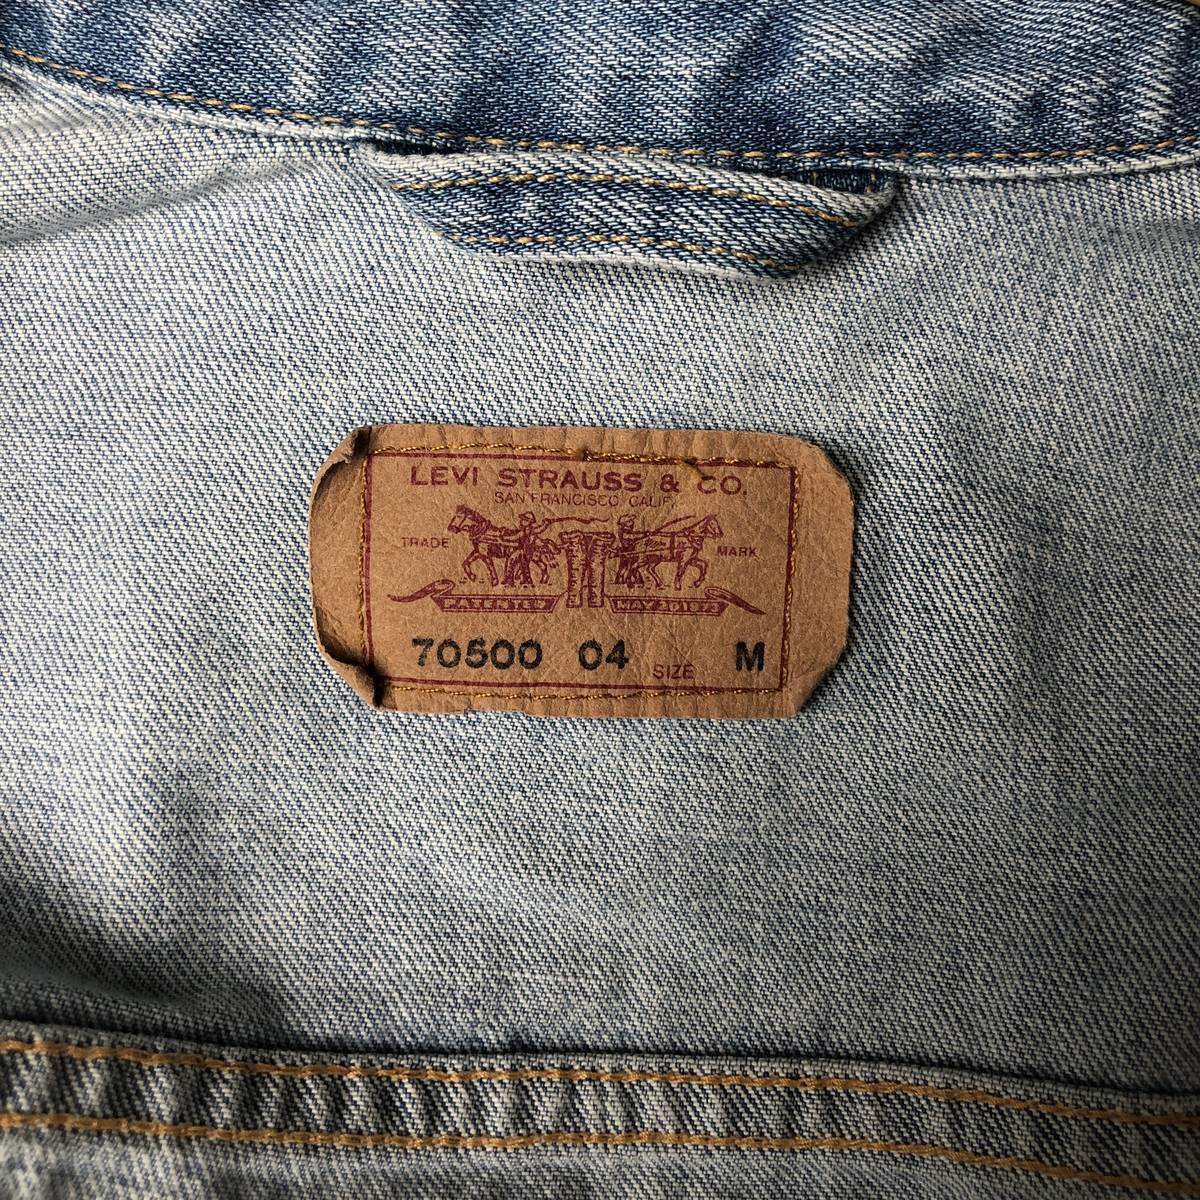 LEVI STRAUSS & CO.
SAN FRANCISCO CALIF.
TRADE MARK
PATENTED MAY 20 1873
70500 04 SIZE M